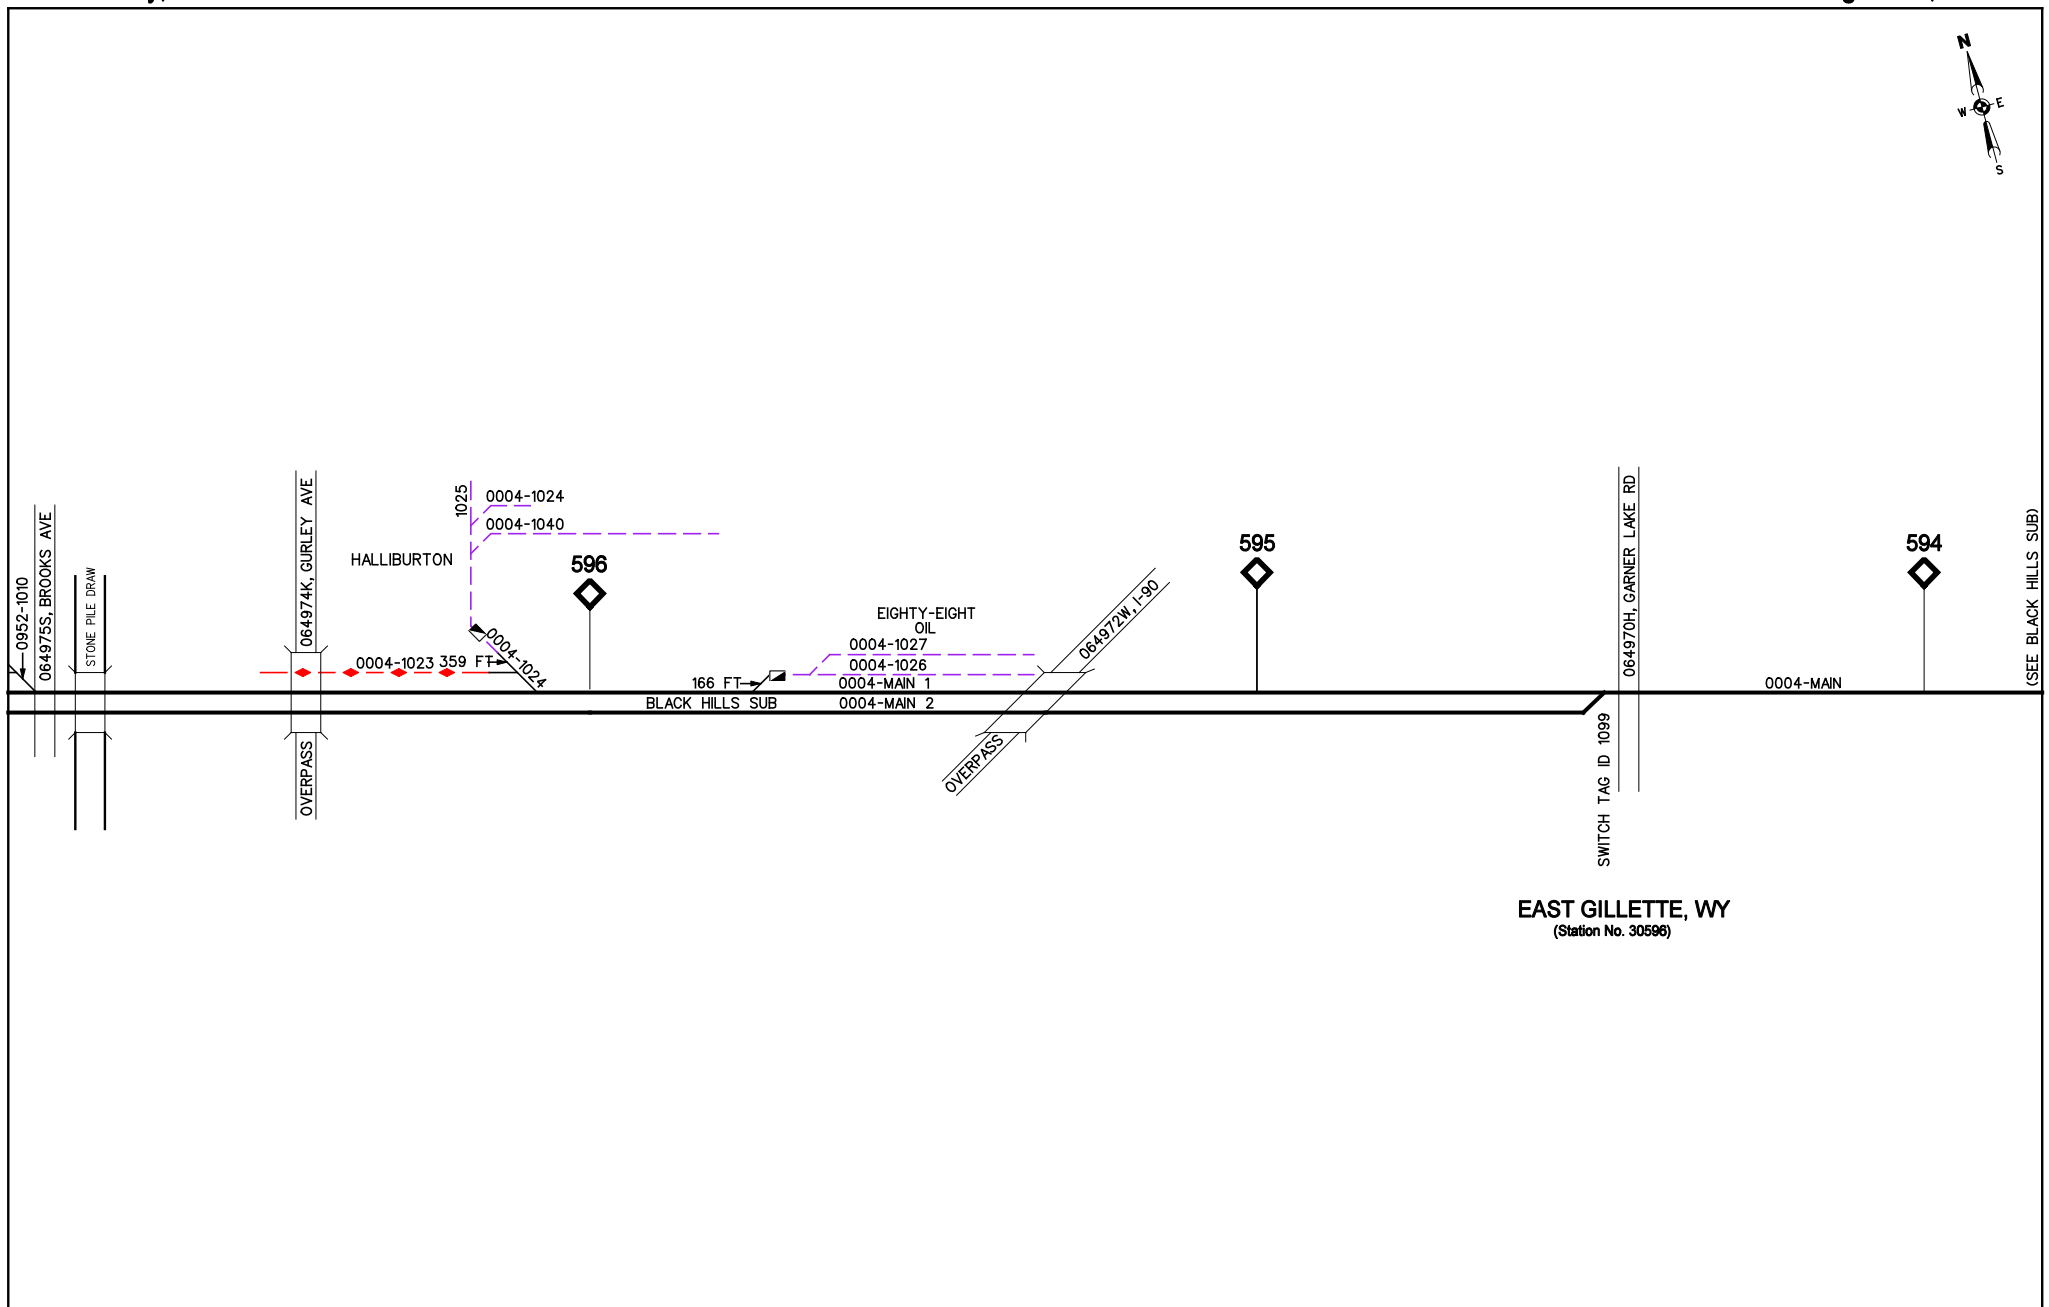 N
W
E
S
0952-1010
064975S, BROOKS AVE
STONE PILE DRAW
064974K, GURLEY AVE
OVERPASS
1025
0004-1024
0004-1040
HALLIBURTON
0004-1024
0004-1023
359 FT
596
EIGHTY-EIGHT
OIL
0004-1027
0004-1026
166 FT
0004-MAIN 1
BLACK HILLS SUB
0004-MAIN 2
064972W, I-90
OVERPASS
595
064970H, GARNER LAKE RD
SWITCH TAG ID 1099
0004-MAIN
594
(SEE BLACK HILLS SUB)
EAST GILLETTE, WY
(Station No. 30596)